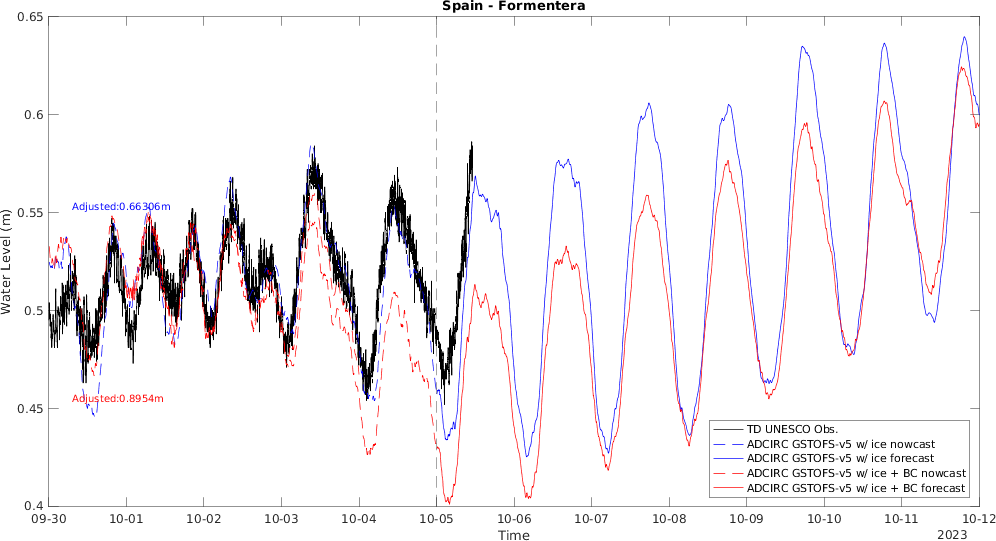 Spain - Formentera
0.65
0.6
0.55
0.5
0.45
0.4
Water Level (m)
Adjusted:0.66306m
Adjusted:0.8954m
TD UNESCO Obs.
ADCIRC GSTOFS-v5 w/ ice nowcast
ADCIRC GSTOFS-v5 w/ ice forecast
ADCIRC GSTOFS-v5 w/ ice + BC nowcast
ADCIRC GSTOFS-v5 w/ ice + BC forecast
09-30 10-01 10-02 10-03 10-04 10-05 10-06 10-07 10-08 10-09 10-10 10-11 10-12
Time
2023